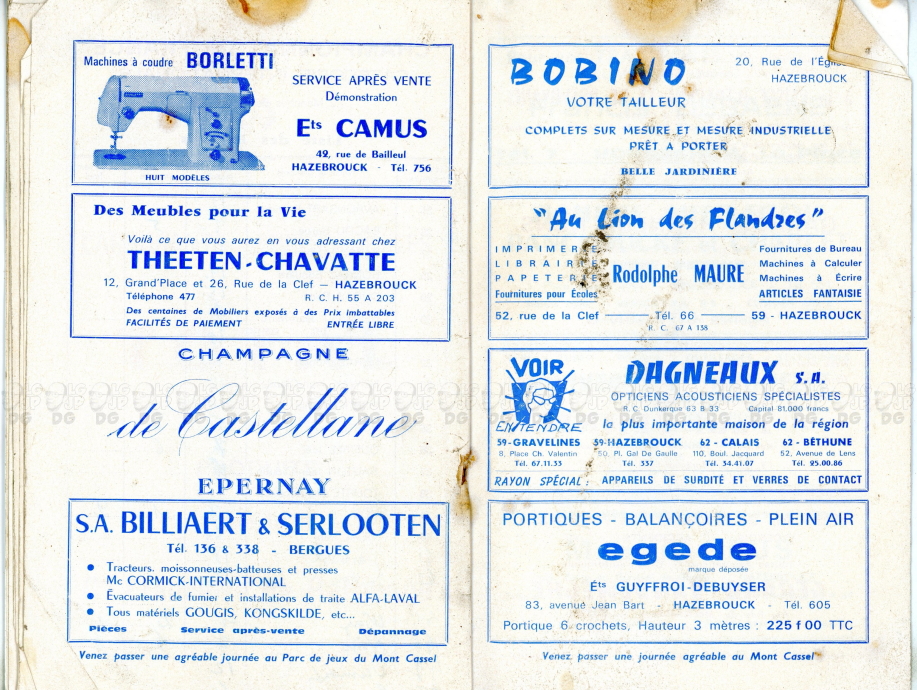 Machines à coudre BORLETTI
SERVICE APRÈS VENTE
Démonstration
Ets CAMUS
42, rue de Bailleul
HAZEBROUCK - Tél. 756
HUIT MODÈLES
Des Meubles pour la Vie
Voilà ce que vous aurez en vous adressant chez
THEETEN-CHAVATTE
12, Grand'Place et 26, Rue de la Clef — HAZEBROUCK
Téléphone 477 R. C. H. 55 A 203
Des centaines de Mobiliers exposés à des Prix imbattables
FACILITÉS DE PAIEMENT ENTRÉE LIBRE
CHAMPAGNE
de Castellane
EPERNAY
S.A. BILLIAERT & SERLOOTEN
Tél. 136 & 338 - BERGUES
• Tracteurs, moissonneuses-batteuses et presses
Mc CORMICK-INTERNATIONAL
• Évacuateurs de fumier et installations de traite ALFA-LAVAL
• Tous matériels GOUGIS, KONGSKILDE, etc...
Pièces Service après-vente Dépannage
Venez passer une agréable journée au Parc de jeux du Mont Cassel
BOBINO
20, Rue de l'Église
HAZEBROUCK
VOTRE TAILLEUR
COMPLETS SUR MESURE ET MESURE INDUSTRIELLE
PRÊT A PORTER
BELLE JARDINIÈRE
"Au Lion des Flandres"
IMPRIMERIE
LIBRAIRIE
PAPETERIE
Fournitures pour Écoles
Rodolphe MAURE
Fournitures de Bureau
Machines à Calculer
Machines à Écrire
ARTICLES FANTAISIE
52, rue de la Clef — Tél. 66 — 59 - HAZEBROUCK
R. C. 67 A 138
VOIR
ENTENDRE
DAGNEAUX S.A.
OPTICIENS ACOUSTICIENS SPÉCIALISTES
R. C. Dunkerque 63 B 33 Capital 81.000 francs
la plus importante maison de la région
59-GRAVELINES 59-HAZEBROUCK 62 - CALAIS 62 - BÉTHUNE
8, Place Ch. Valentin 50, Pl. Gal De Gaulle 110, Boul. Jacquard 52, Avenue de Lens
Tél. 67.11.33 Tél. 337 Tél. 34.41.07 Tél. 25.00.86
RAYON SPÉCIAL : APPAREILS DE SURDITÉ ET VERRES DE CONTACT
PORTIQUES - BALANÇOIRES - PLEIN AIR
egede
marque déposée
Éts GUYFFROI-DEBUYSER
83, avenue Jean Bart - HAZEBROUCK - Tél. 605
Portique 6 crochets, Hauteur 3 mètres : 225 f 00 TTC
Venez passer une journée agréable au Mont Cassel